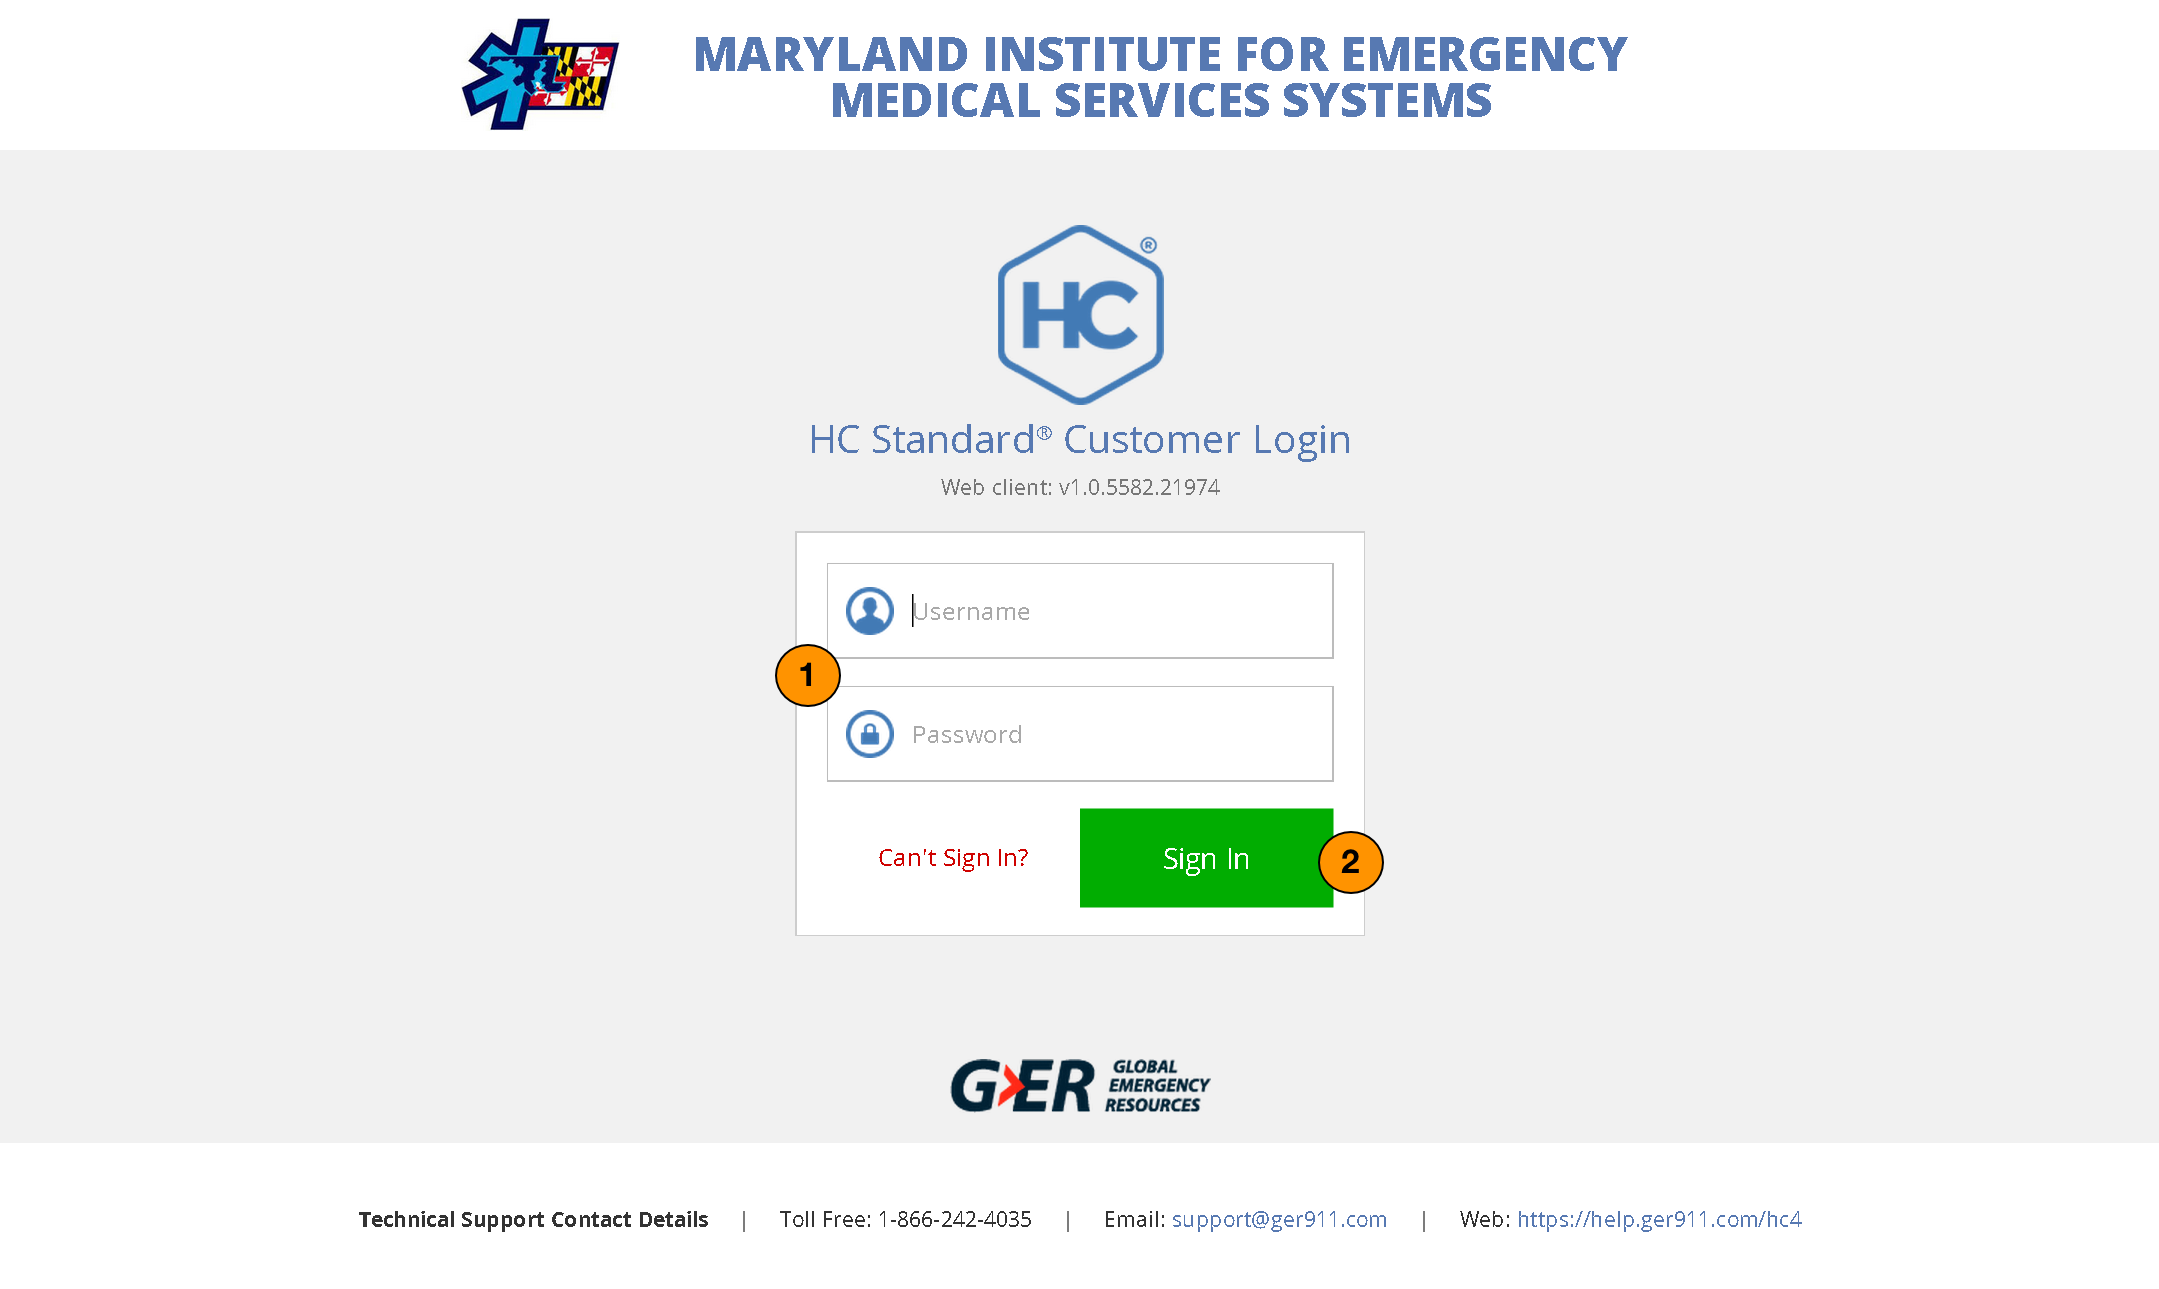 MARYLAND INSTITUTE FOR EMERGENCY
MEDICAL SERVICES SYSTEMS
HC®
HC Standard® Customer Login
Web client: v1.0.5582.21974
Username
1
Password
Can't Sign In?
Sign In
2
GER
GLOBAL
EMERGENCY
RESOURCES
Technical Support Contact Details | Toll Free: 1-866-242-4035 | Email: support@ger911.com | Web: https://help.ger911.com/hc4